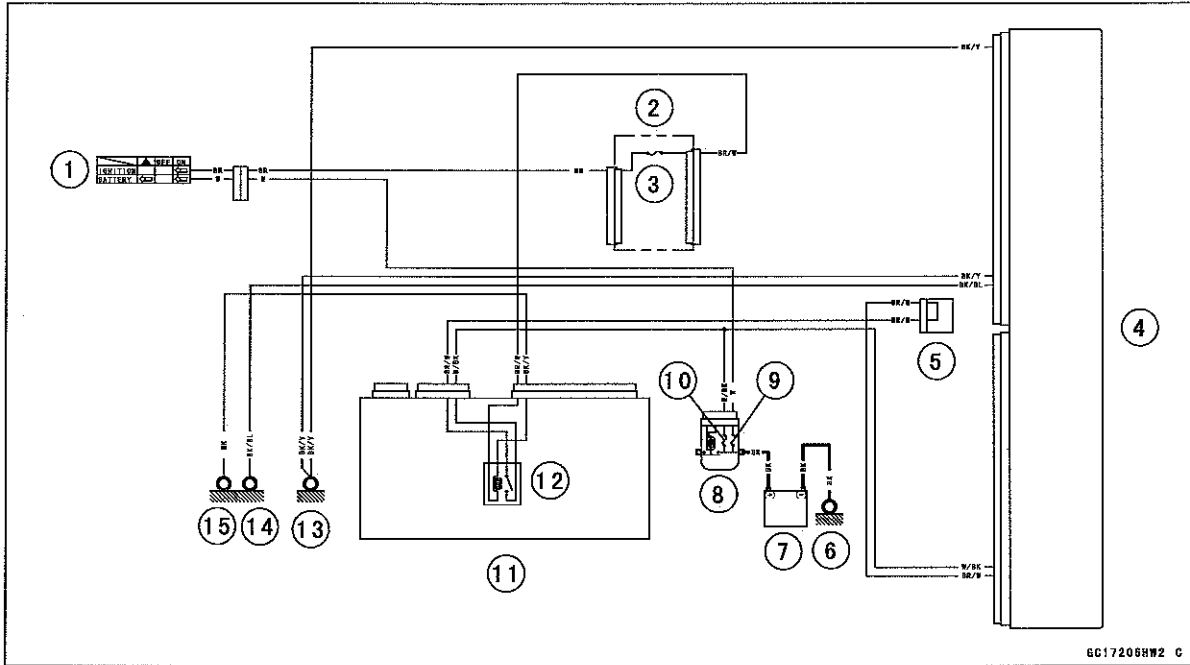 BK/Y
2
BR/W
1
OFF ON
IGNITION
BATTERY
BR BR
W W
3
BK/Y
BK/BL
BR/W
BR/W
4
5
BR/W
W/BK
BR/W
BK/Y
10
9
W/BK
W
BK
BK/BL
BK/Y
BK/Y
12
BK
BK
BK
8
15
14
13
7
6
11
W/BK
BR/W
GC17206HW2 C